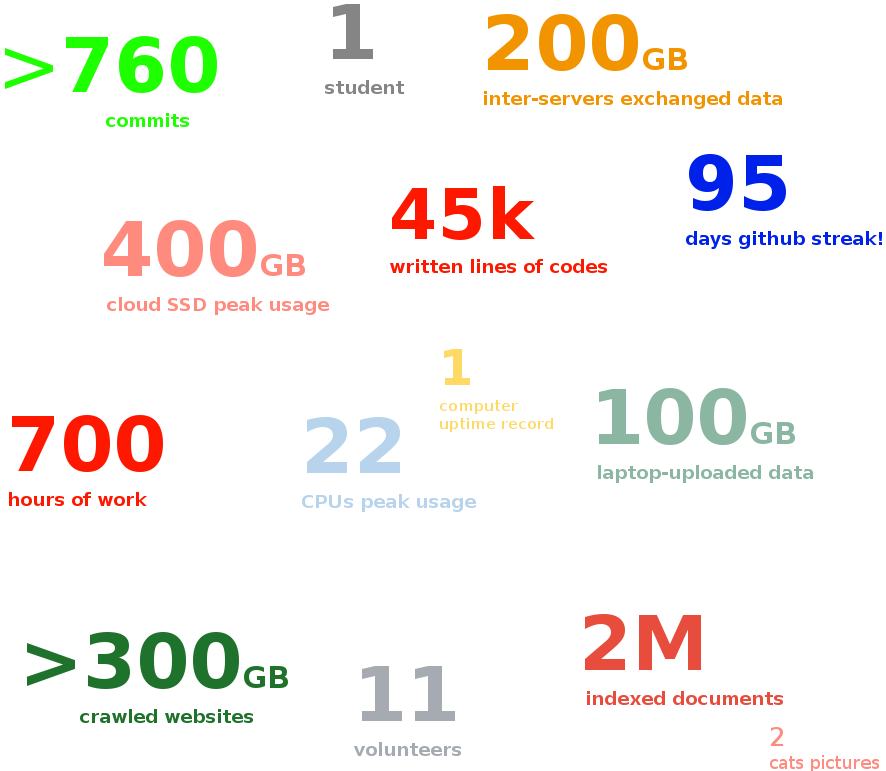 >760
commits
1
student
200GB
inter-servers exchanged data
400GB
cloud SSD peak usage
45k
written lines of codes
95
days github streak!
700
hours of work
22
CPUs peak usage
1
computer
uptime record
100GB
laptop-uploaded data
>300GB
crawled websites
11
volunteers
2M
indexed documents
2
cats pictures